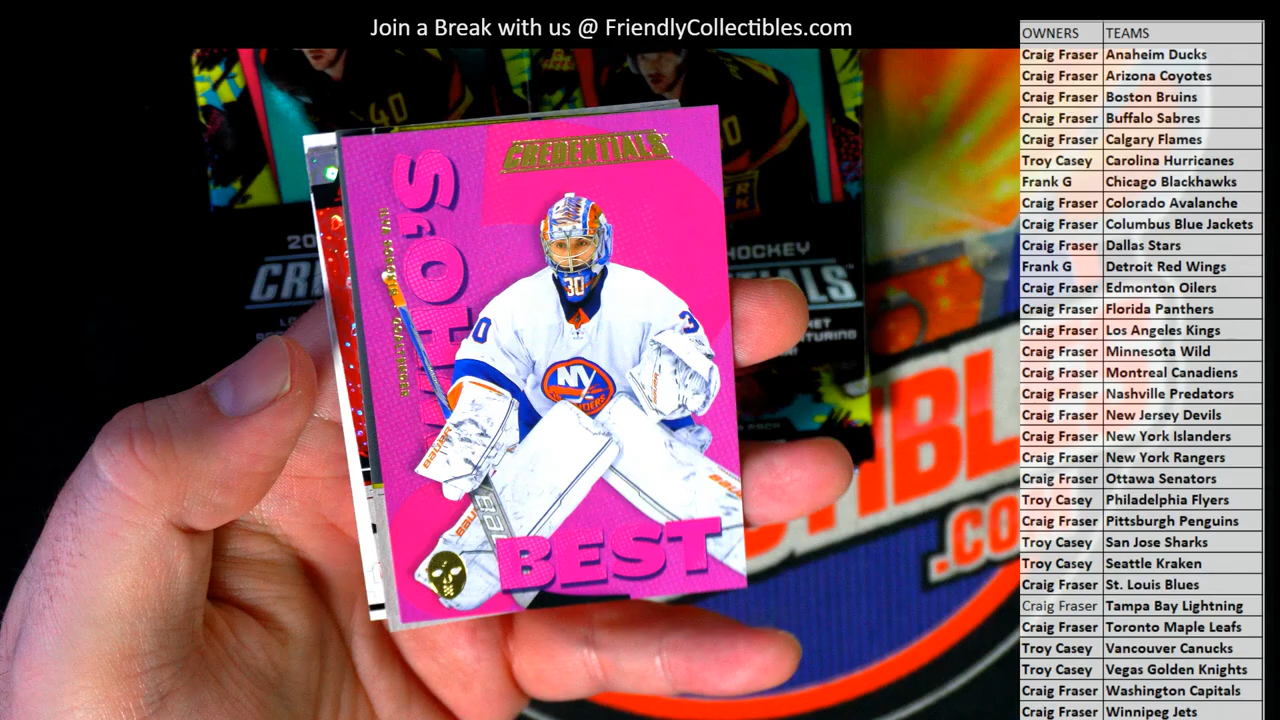 Join a Break with us @ FriendlyCollectibles.com
OWNERS TEAMS
Craig Fraser Anaheim Ducks
Craig Fraser Arizona Coyotes
Craig Fraser Boston Bruins
Craig Fraser Buffalo Sabres
Craig Fraser Calgary Flames
Troy Casey Carolina Hurricanes
Frank G Chicago Blackhawks
Craig Fraser Colorado Avalanche
Craig Fraser Columbus Blue Jackets
Craig Fraser Dallas Stars
Frank G Detroit Red Wings
Craig Fraser Edmonton Oilers
Craig Fraser Florida Panthers
Craig Fraser Los Angeles Kings
Craig Fraser Minnesota Wild
Craig Fraser Montreal Canadiens
Craig Fraser Nashville Predators
Craig Fraser New Jersey Devils
Craig Fraser New York Islanders
Craig Fraser New York Rangers
Craig Fraser Ottawa Senators
Troy Casey Philadelphia Flyers
Craig Fraser Pittsburgh Penguins
Troy Casey San Jose Sharks
Troy Casey Seattle Kraken
Craig Fraser St. Louis Blues
Craig Fraser Tampa Bay Lightning
Craig Fraser Toronto Maple Leafs
Troy Casey Vancouver Canucks
Troy Casey Vegas Golden Knights
Craig Fraser Washington Capitals
Craig Fraser Winnipeg Jets
CREDENTIALS
WHO'S
BEST
30
30
NY
BAUER
HOCKEY
40
.CO